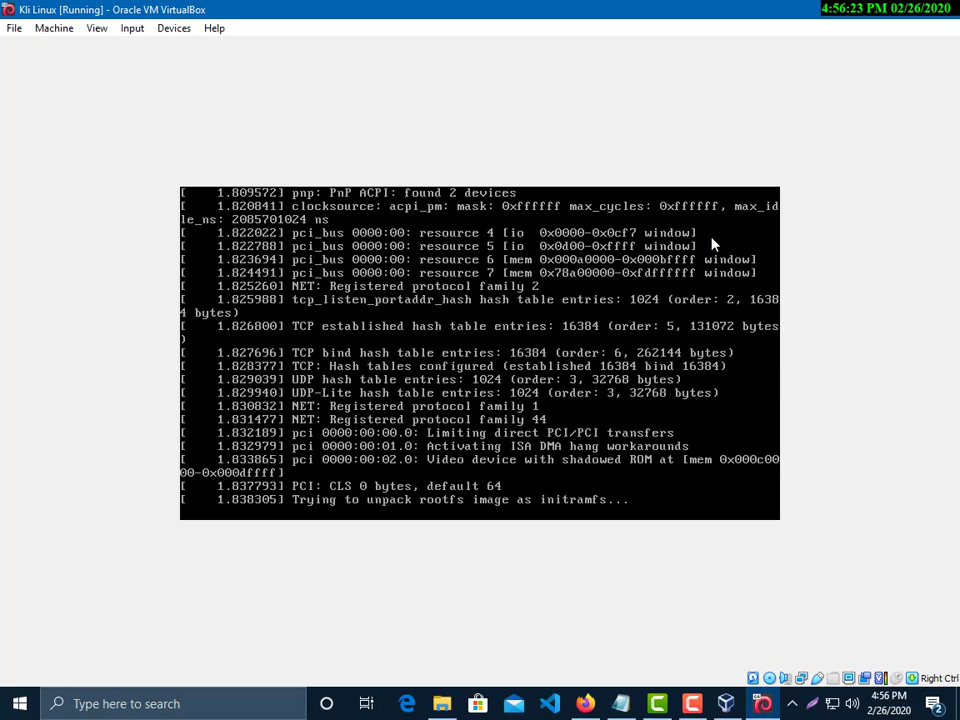 Kli Linux [Running] - Oracle VM VirtualBox
4:56:23 PM 02/26/2020
File Machine View Input Devices Help
[    1.809572] pnp: PnP ACPI: found 2 devices
[    1.820841] clocksource: acpi_pm: mask: 0xffffff max_cycles: 0xffffff, max_id
le_ns: 2085701024 ns
[    1.822022] pci_bus 0000:00: resource 4 [io  0x0000-0x0cf7 window]
[    1.822788] pci_bus 0000:00: resource 5 [io  0x0d00-0xffff window]
[    1.823694] pci_bus 0000:00: resource 6 [mem 0x000a0000-0x000bffff window]
[    1.824491] pci_bus 0000:00: resource 7 [mem 0x78a00000-0xfdffffff window]
[    1.825260] NET: Registered protocol family 2
[    1.825988] tcp_listen_portaddr_hash hash table entries: 1024 (order: 2, 1638
4 bytes)
[    1.826800] TCP established hash table entries: 16384 (order: 5, 131072 bytes
)
[    1.827696] TCP bind hash table entries: 16384 (order: 6, 262144 bytes)
[    1.828377] TCP: Hash tables configured (established 16384 bind 16384)
[    1.829039] UDP hash table entries: 1024 (order: 3, 32768 bytes)
[    1.829940] UDP-Lite hash table entries: 1024 (order: 3, 32768 bytes)
[    1.830832] NET: Registered protocol family 1
[    1.831477] NET: Registered protocol family 44
[    1.832189] pci 0000:00:00.0: Limiting direct PCI/PCI transfers
[    1.832979] pci 0000:00:01.0: Activating ISA DMA hang workarounds
[    1.833865] pci 0000:00:02.0: Video device with shadowed ROM at [mem 0x000c00
00-0x000dffff]
[    1.837793] PCI: CLS 0 bytes, default 64
[    1.838305] Trying to unpack rootfs image as initramfs...
Right Ctrl
Type here to search
4:56 PM
2/26/2020
2